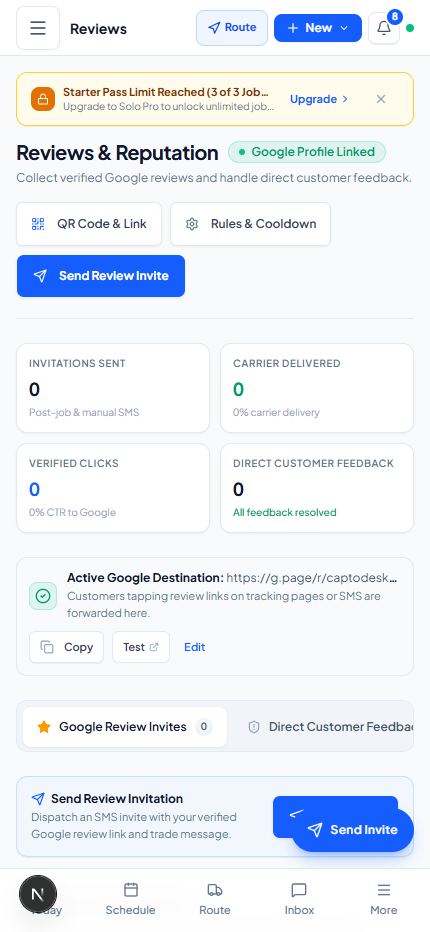 Reviews
Route
New
8
Starter Pass Limit Reached (3 of 3 Job...
Upgrade to Solo Pro to unlock unlimited job...
Upgrade
Reviews & Reputation
Google Profile Linked
Collect verified Google reviews and handle direct customer feedback.
QR Code & Link
Rules & Cooldown
Send Review Invite
INVITATIONS SENT
0
Post-job & manual SMS
CARRIER DELIVERED
0
0% carrier delivery
VERIFIED CLICKS
0
0% CTR to Google
DIRECT CUSTOMER FEEDBACK
0
All feedback resolved
Active Google Destination: https://g.page/r/captodesk...
Customers tapping review links on tracking pages or SMS are
forwarded here.
Copy
Test
Edit
Google Review Invites 0
Direct Customer Feedbac
Send Review Invitation
Dispatch an SMS invite with your verified
Google review link and trade message.
Send Invite
N
Schedule
Route
Inbox
More